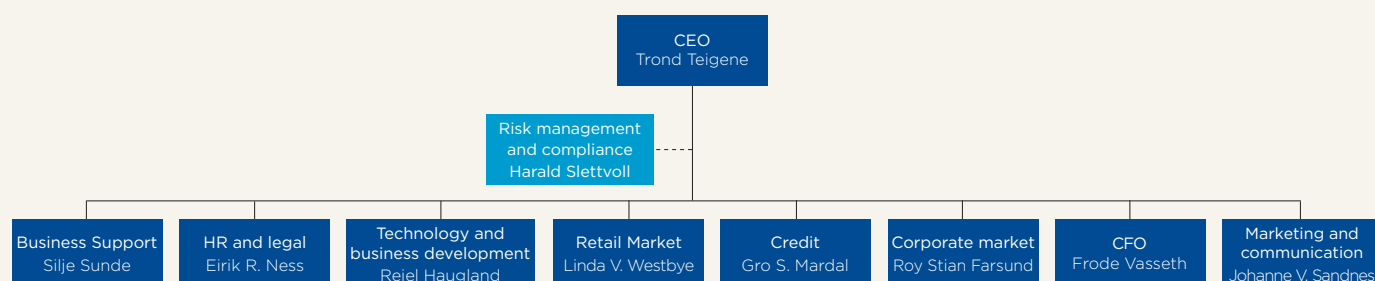 CEO
Trond Teigene
Risk management
and compliance
Harald Slettvoll
Business Support
Silje Sunde
HR and legal
Eirik R. Ness
Technology and
business development
Reiel Haugland
Retail Market
Linda V. Westbye
Credit
Gro S. Mardal
Corporate market
Roy Stian Farsund
CFO
Frode Vasseth
Marketing and
communication
Johanne V. Sandnes